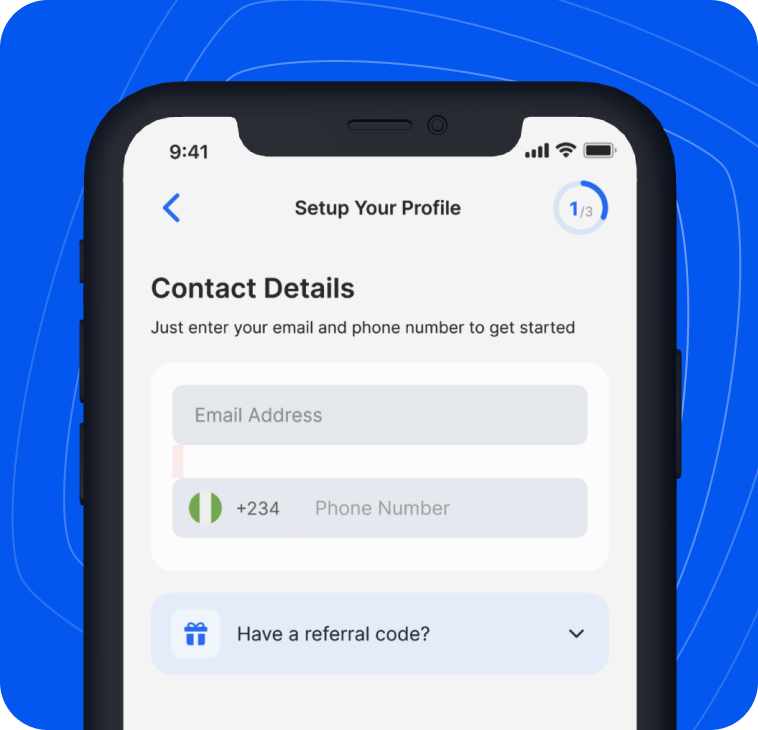 9:41
Setup Your Profile
1/3
Contact Details
Just enter your email and phone number to get started
Email Address
+234 Phone Number
Have a referral code?